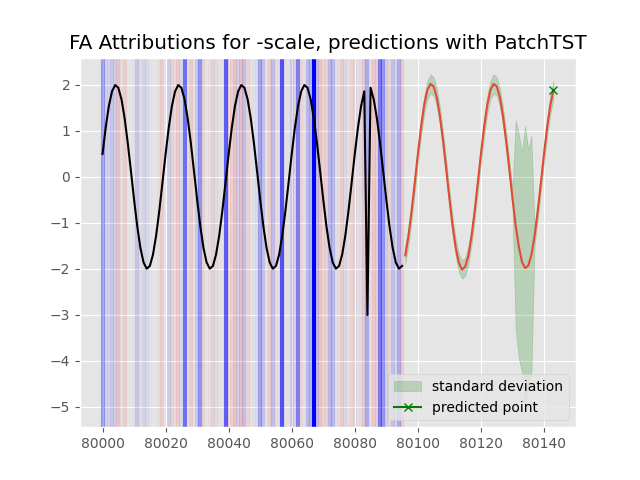 FA Attributions for -scale, predictions with PatchTST
2
1
0
−1
−2
−3
−4
−5
standard deviation
predicted point
80000 80020 80040 80060 80080 80100 80120 80140